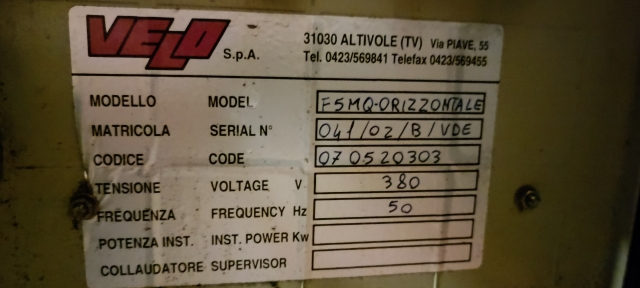 VELO S.p.A.
31030 ALTIVOLE (TV) Via PIAVE, 55
Tel. 0423/569841 Telefax 0423/569455
MODELLO MODEL F5MQ-ORIZZONTALE
MATRICOLA SERIAL N° 041/02/B/VDE
CODICE CODE 070520303
TENSIONE VOLTAGE V 380
FREQUENZA FREQUENCY Hz 50
POTENZA INST. INST. POWER Kw
COLLAUDATORE SUPERVISOR